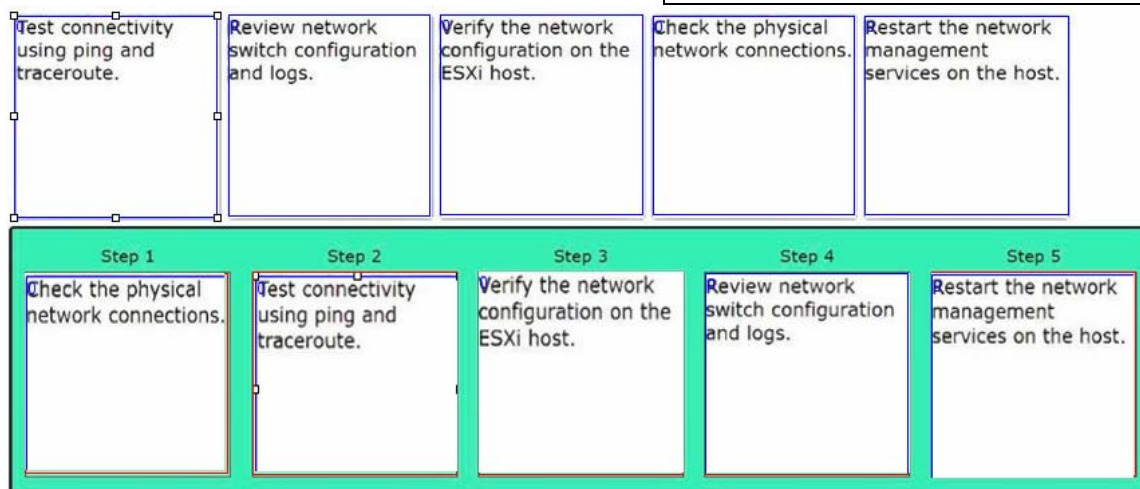 Test connectivity
using ping and
traceroute.
Review network
switch configuration
and logs.
Verify the network
configuration on the
ESXi host.
Check the physical
network connections.
Restart the network
management
services on the host.
Step 1
Check the physical
network connections.
Step 2
Test connectivity
using ping and
traceroute.
Step 3
Verify the network
configuration on the
ESXi host.
Step 4
Review network
switch configuration
and logs.
Step 5
Restart the network
management
services on the host.